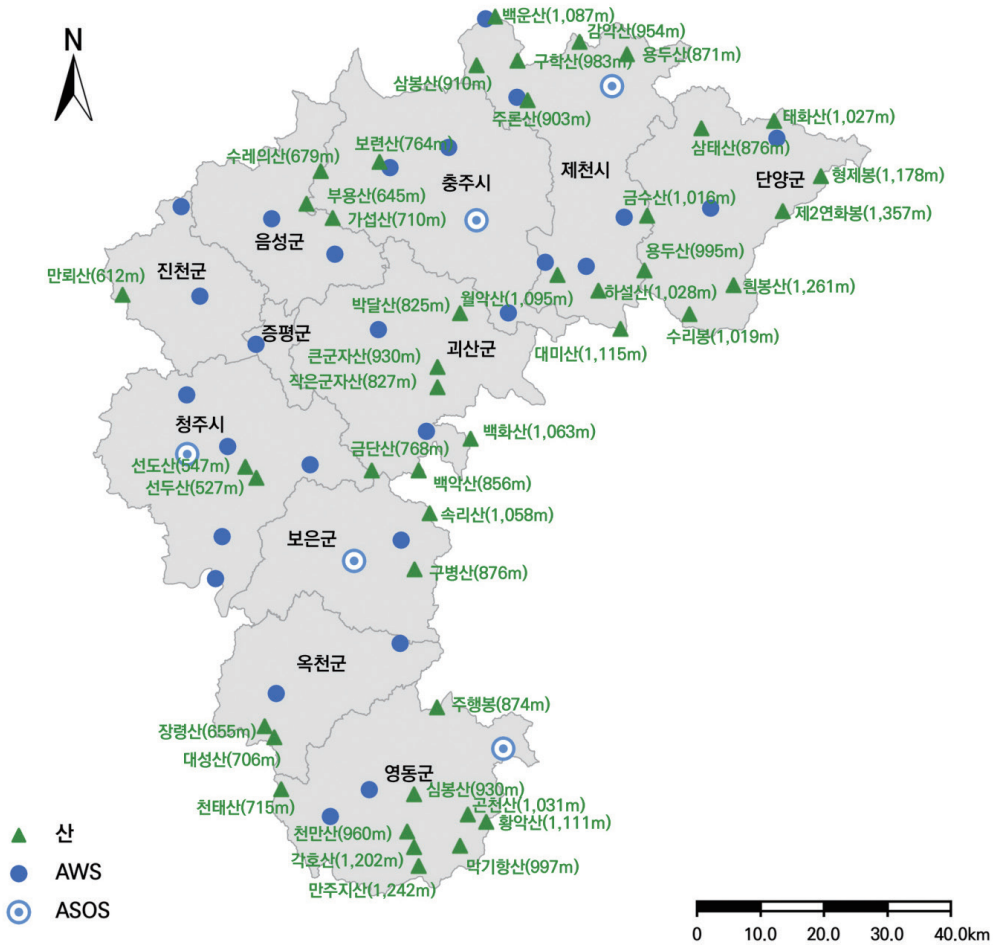 백운산(1,087m)
감악산(954m)
N
구학산(983m)
용두산(871m)
삼봉산(910m)
주론산(903m)
태화산(1,027m)
보련산(764m)
삼태산(876m)
수레의산(679m)
충주시
제천시
단양군
형제봉(1,178m)
부용산(645m)
금수산(1,016m)
가섭산(710m)
제2연화봉(1,357m)
음성군
용두산(995m)
진천군
만뢰산(612m)
하설산(1,028m)
흰봉산(1,261m)
박달산(825m)
월악산(1,095m)
증평군
괴산군
수리봉(1,019m)
큰군자산(930m)
대미산(1,115m)
작은군자산(827m)
청주시
백화산(1,063m)
금단산(768m)
선도산(547m)
선두산(527m)
백악산(856m)
속리산(1,058m)
보은군
구병산(876m)
옥천군
주행봉(874m)
장령산(655m)
대성산(706m)
영동군
심봉산(930m)
천태산(715m)
곤천산(1,031m)
황악산(1,111m)
천만산(960m)
각호산(1,202m)
막기항산(997m)
만주지산(1,242m)
산
AWS
ASOS
0 10.0 20.0 30.0 40.0km